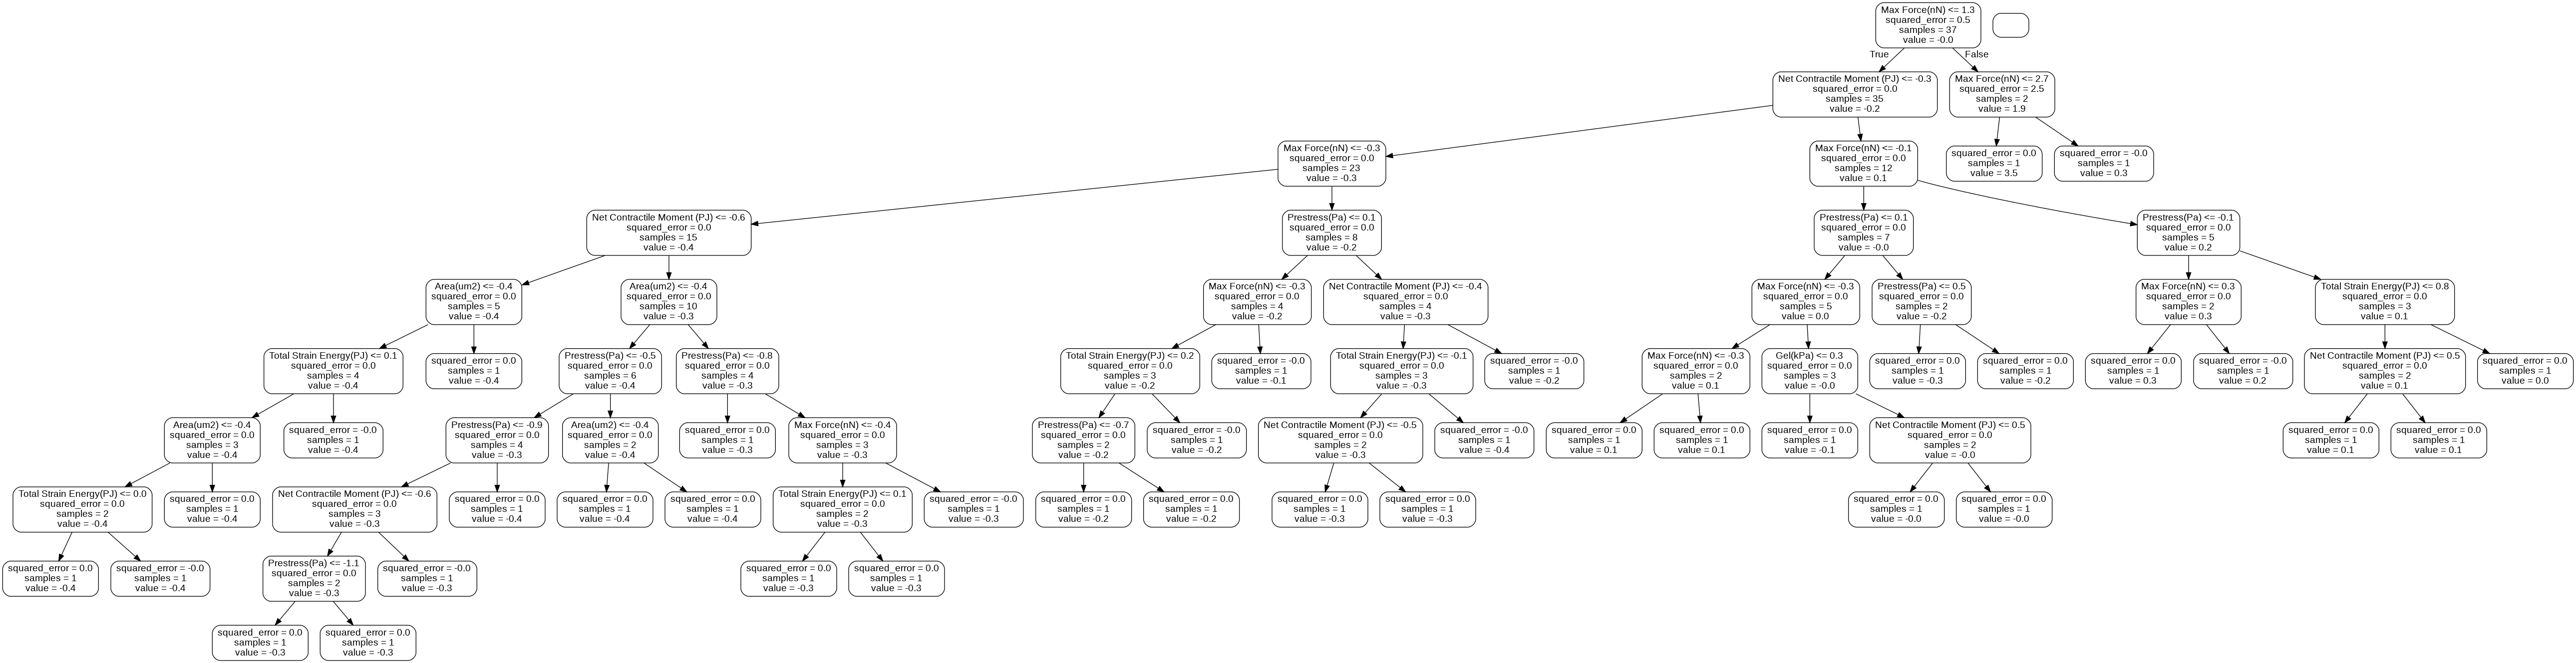 Max Force(nN) <= 1.3
squared_error = 0.5
samples = 37
value = -0.0
True
False
Net Contractile Moment (PJ) <= -0.3
squared_error = 0.0
samples = 35
value = -0.2
Max Force(nN) <= 2.7
squared_error = 2.5
samples = 2
value = 1.9
Max Force(nN) <= -0.3
squared_error = 0.0
samples = 23
value = -0.3
Max Force(nN) <= -0.1
squared_error = 0.0
samples = 12
value = 0.1
squared_error = 0.0
samples = 1
value = 3.5
squared_error = -0.0
samples = 1
value = 0.3
Net Contractile Moment (PJ) <= -0.6
squared_error = 0.0
samples = 15
value = -0.4
Prestress(Pa) <= 0.1
squared_error = 0.0
samples = 8
value = -0.2
Prestress(Pa) <= 0.1
squared_error = 0.0
samples = 7
value = -0.0
Prestress(Pa) <= -0.1
squared_error = 0.0
samples = 5
value = 0.2
Area(um2) <= -0.4
squared_error = 0.0
samples = 5
value = -0.4
Area(um2) <= -0.4
squared_error = 0.0
samples = 10
value = -0.3
Max Force(nN) <= -0.3
squared_error = 0.0
samples = 4
value = -0.2
Net Contractile Moment (PJ) <= -0.4
squared_error = 0.0
samples = 4
value = -0.3
Max Force(nN) <= -0.3
squared_error = 0.0
samples = 5
value = 0.0
Prestress(Pa) <= 0.5
squared_error = 0.0
samples = 2
value = -0.2
Max Force(nN) <= 0.3
squared_error = 0.0
samples = 2
value = 0.3
Total Strain Energy(PJ) <= 0.8
squared_error = 0.0
samples = 3
value = 0.1
Total Strain Energy(PJ) <= 0.1
squared_error = 0.0
samples = 4
value = -0.4
squared_error = 0.0
samples = 1
value = -0.4
Prestress(Pa) <= -0.5
squared_error = 0.0
samples = 6
value = -0.4
Prestress(Pa) <= -0.8
squared_error = 0.0
samples = 4
value = -0.3
Total Strain Energy(PJ) <= 0.2
squared_error = 0.0
samples = 3
value = -0.2
squared_error = -0.0
samples = 1
value = -0.1
Total Strain Energy(PJ) <= -0.1
squared_error = 0.0
samples = 3
value = -0.3
squared_error = -0.0
samples = 1
value = -0.2
Max Force(nN) <= -0.3
squared_error = 0.0
samples = 2
value = 0.1
Gel(kPa) <= 0.3
squared_error = 0.0
samples = 3
value = -0.0
squared_error = 0.0
samples = 1
value = -0.3
squared_error = 0.0
samples = 1
value = -0.2
squared_error = 0.0
samples = 1
value = 0.3
squared_error = -0.0
samples = 1
value = 0.2
Net Contractile Moment (PJ) <= 0.5
squared_error = 0.0
samples = 2
value = 0.1
squared_error = 0.0
samples = 1
value = 0.0
Area(um2) <= -0.4
squared_error = 0.0
samples = 3
value = -0.4
squared_error = -0.0
samples = 1
value = -0.4
Prestress(Pa) <= -0.9
squared_error = 0.0
samples = 4
value = -0.3
Area(um2) <= -0.4
squared_error = 0.0
samples = 2
value = -0.4
squared_error = 0.0
samples = 1
value = -0.3
Max Force(nN) <= -0.4
squared_error = 0.0
samples = 3
value = -0.3
Prestress(Pa) <= -0.7
squared_error = 0.0
samples = 2
value = -0.2
squared_error = -0.0
samples = 1
value = -0.2
Net Contractile Moment (PJ) <= -0.5
squared_error = 0.0
samples = 2
value = -0.3
squared_error = -0.0
samples = 1
value = -0.4
squared_error = 0.0
samples = 1
value = 0.1
squared_error = 0.0
samples = 1
value = 0.1
squared_error = 0.0
samples = 1
value = -0.1
Net Contractile Moment (PJ) <= 0.5
squared_error = 0.0
samples = 2
value = -0.0
squared_error = 0.0
samples = 1
value = 0.1
squared_error = 0.0
samples = 1
value = 0.1
Total Strain Energy(PJ) <= 0.0
squared_error = 0.0
samples = 2
value = -0.4
squared_error = 0.0
samples = 1
value = -0.4
Net Contractile Moment (PJ) <= -0.6
squared_error = 0.0
samples = 3
value = -0.3
squared_error = 0.0
samples = 1
value = -0.4
squared_error = 0.0
samples = 1
value = -0.4
squared_error = 0.0
samples = 1
value = -0.4
Total Strain Energy(PJ) <= 0.1
squared_error = 0.0
samples = 2
value = -0.3
squared_error = -0.0
samples = 1
value = -0.3
squared_error = 0.0
samples = 1
value = -0.2
squared_error = 0.0
samples = 1
value = -0.2
squared_error = 0.0
samples = 1
value = -0.3
squared_error = 0.0
samples = 1
value = -0.3
squared_error = 0.0
samples = 1
value = -0.0
squared_error = 0.0
samples = 1
value = -0.0
squared_error = 0.0
samples = 1
value = -0.4
squared_error = -0.0
samples = 1
value = -0.4
Prestress(Pa) <= -1.1
squared_error = 0.0
samples = 2
value = -0.3
squared_error = -0.0
samples = 1
value = -0.3
squared_error = 0.0
samples = 1
value = -0.3
squared_error = 0.0
samples = 1
value = -0.3
squared_error = 0.0
samples = 1
value = -0.3
squared_error = 0.0
samples = 1
value = -0.3